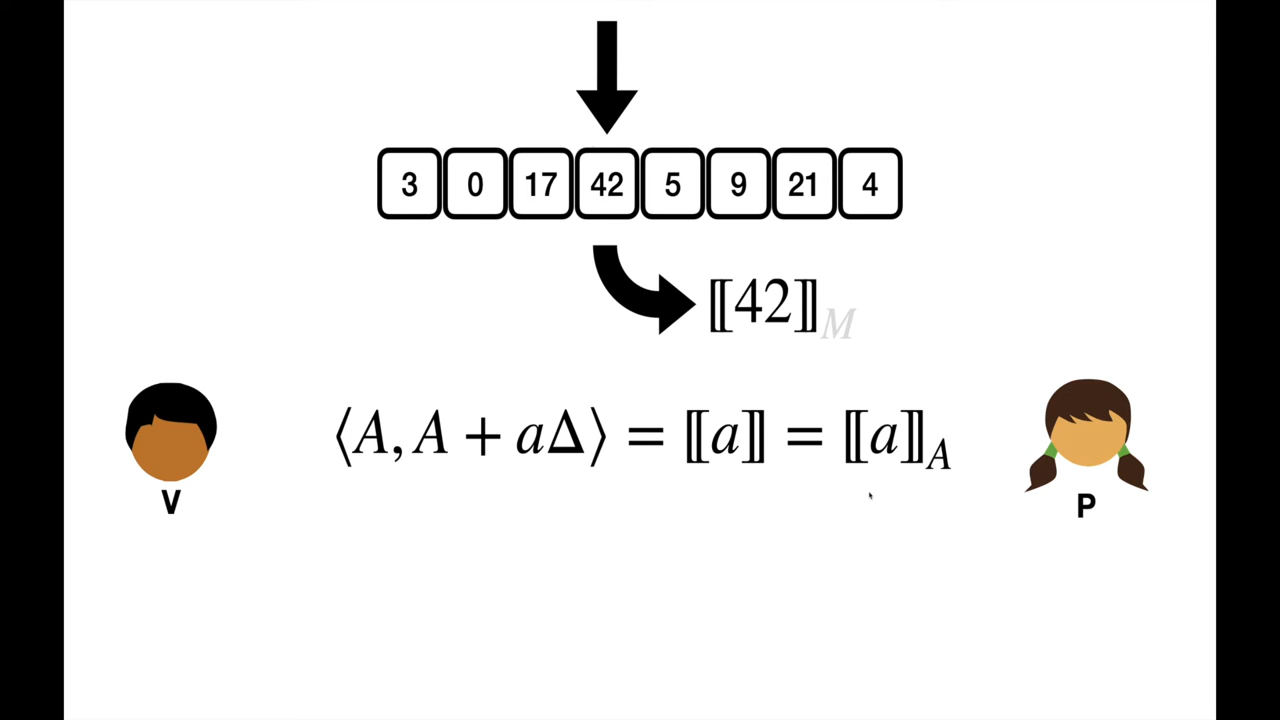 3 0 17 42 5 9 21 4
⟦42⟧_M
⟨A, A + aΔ⟩ = ⟦a⟧ = ⟦a⟧_A
V
P